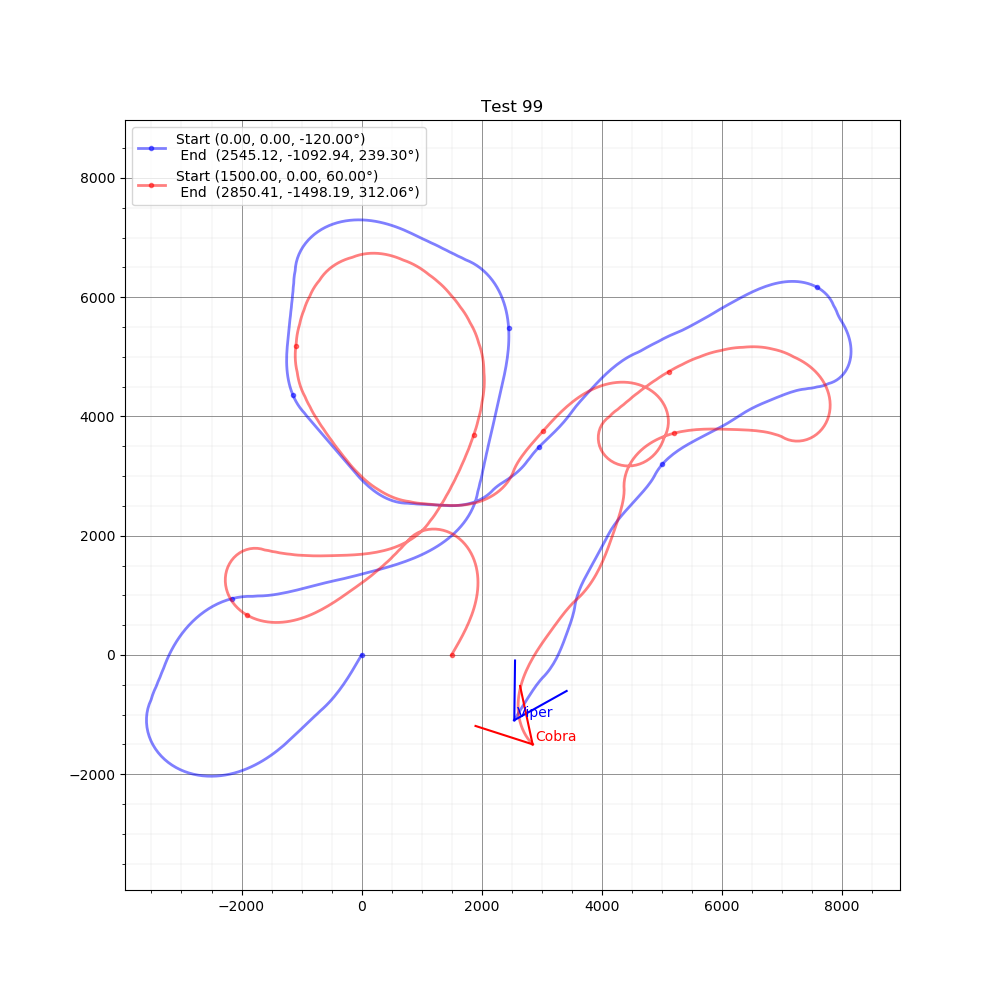 Test 99
Start (0.00, 0.00, -120.00°)
End (2545.12, -1092.94, 239.30°)
Start (1500.00, 0.00, 60.00°)
End (2850.41, -1498.19, 312.06°)
8000
6000
4000
2000
0
−2000
Viper
Cobra
−2000
0
2000
4000
6000
8000